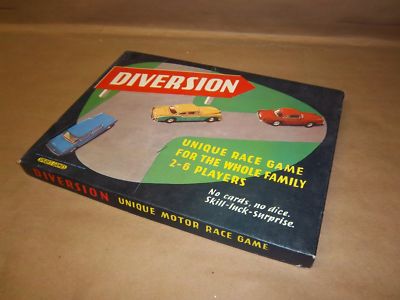 DIVERSION
UNIQUE RACE GAME
FOR THE WHOLE FAMILY
2-6 PLAYERS
No cards, no dice.
Skill-luck-surprise.
DIVERSION UNIQUE MOTOR RACE GAME